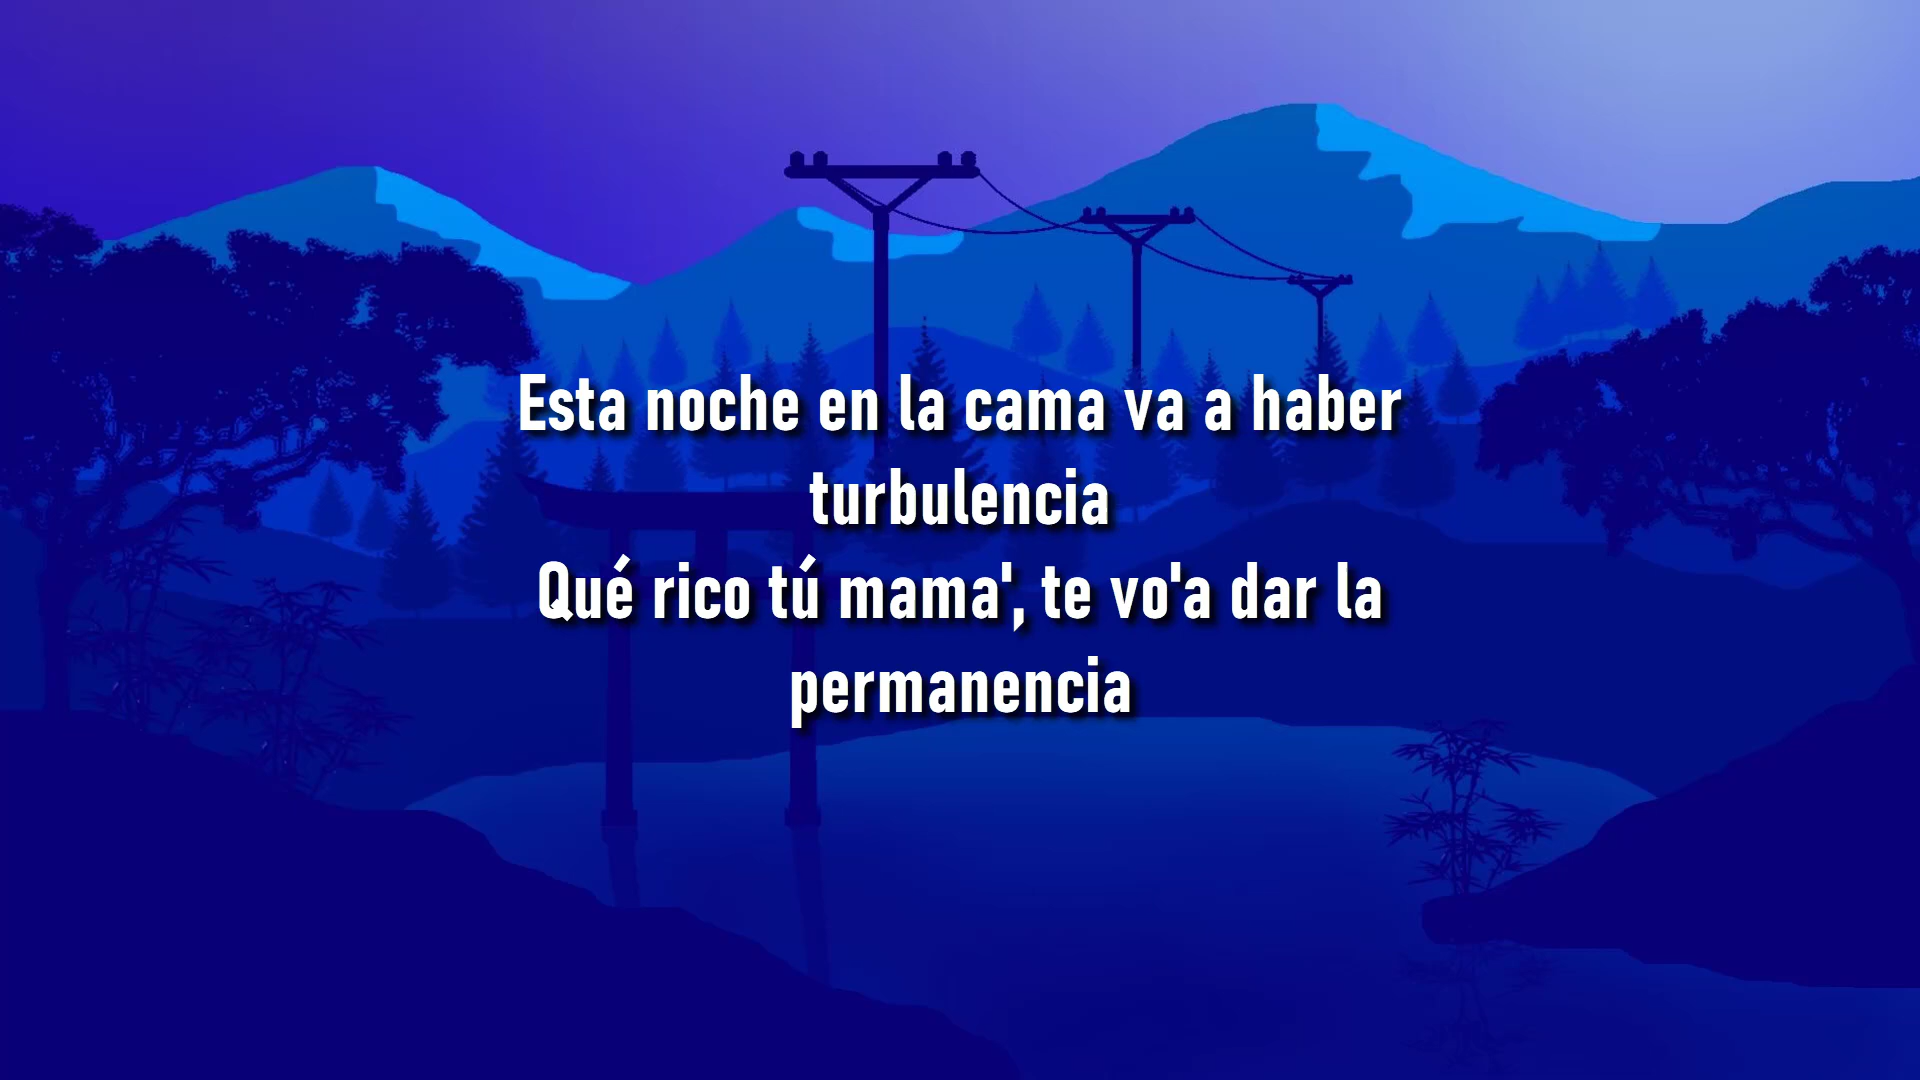 Esta noche en la cama va a haber
turbulencia
Qué rico tú mama', te vo'a dar la
permanencia